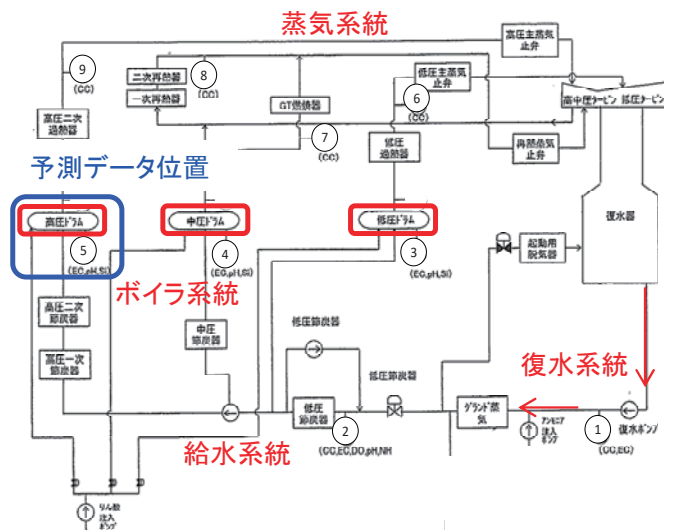 蒸気系統
高圧主蒸気
止弁
9
(CC)
二次再熱器
一次再熱器
8
(CC)
GT燃焼器
低圧主蒸気
止弁
6
(CC)
高中圧タービン
低圧タービン
高圧二次
過熱器
7
(CC)
低圧
過熱器
再熱蒸気
止弁
予測データ位置
高圧ドラム
中圧ドラム
低圧ドラム
復水器
5
(EC,pH,Si)
4
(EC,pH,Si)
3
(EC,pH,Si)
起動用
脱気器
ボイラ系統
高圧二次
節炭器
中圧
節炭器
低圧節炭器
復水系統
高圧一次
節炭器
低圧節炭器
低圧
節炭器
2
(CC,EC,DO,pH,NH
グランド蒸
気
1
(CC,EC)
復水ポンプ
アンモニア
注入
ポンプ
給水系統
りん酸
注入
ポンプ